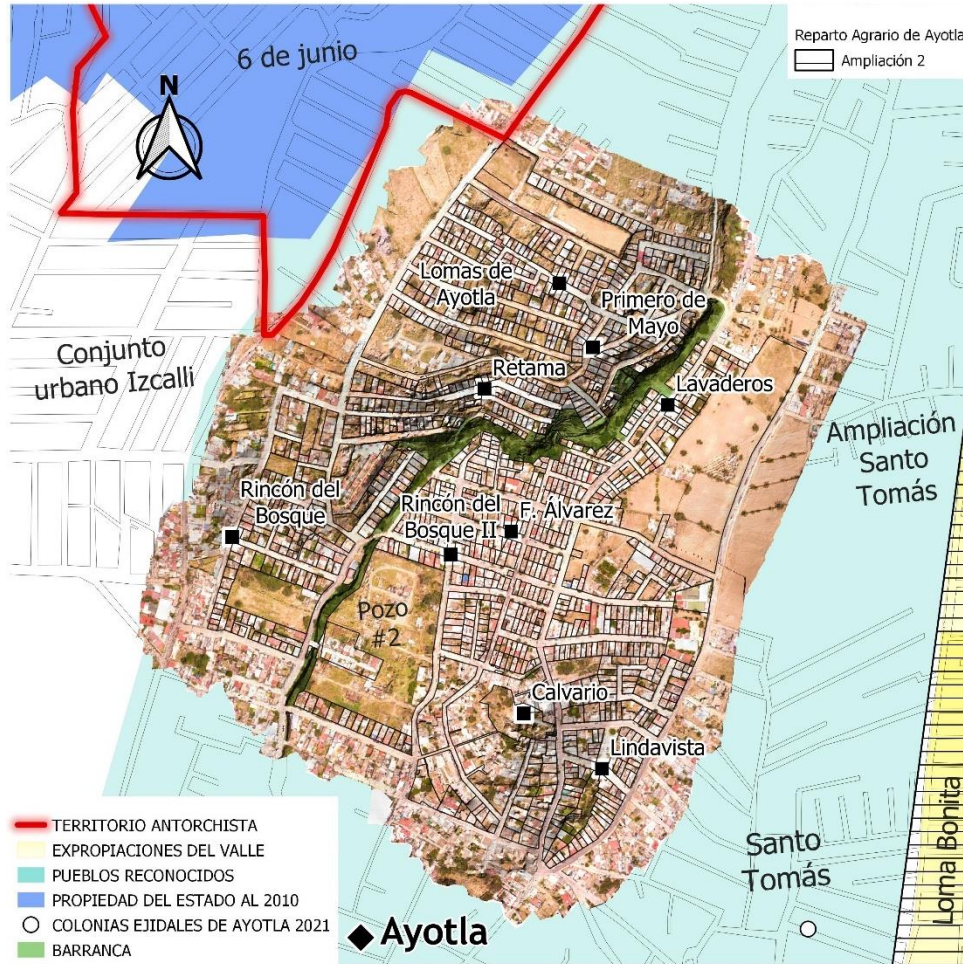 6 de junio
Reparto Agrario de Ayotla
Ampliación 2
N
Lomas de
Ayotla
Primero de
Mayo
Conjunto
urbano Izcalli
Retama
Lavaderos
Ampliación
Santo
Tomás
Rincón del
Bosque
Rincón del
Bosque II
F. Álvarez
Pozo
#2
Calvario
Lindavista
Loma Bonita
Santo
Tomás
TERRITORIO ANTORCHISTA
EXPROPIACIONES DEL VALLE
PUEBLOS RECONOCIDOS
PROPIEDAD DEL ESTADO AL 2010
COLONIAS EJIDALES DE AYOTLA 2021
BARRANCA
Ayotla